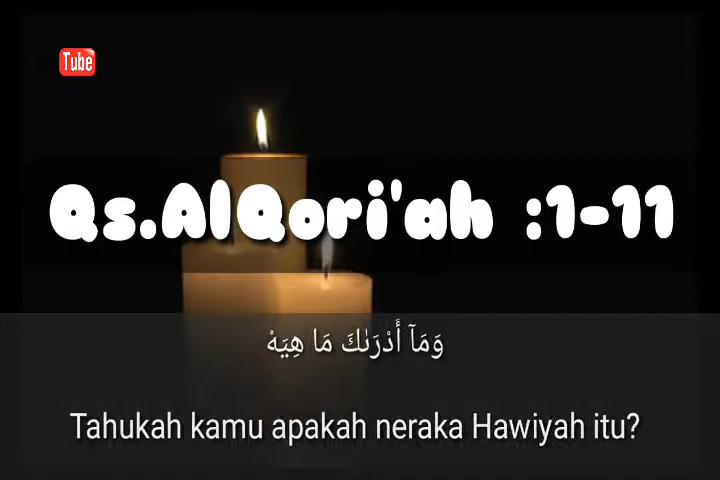 Tube
Qs.AlQori'ah :1-11
وَمَآ أَدْرَىٰكَ مَا هِيَهْ
Tahukah kamu apakah neraka Hawiyah itu?